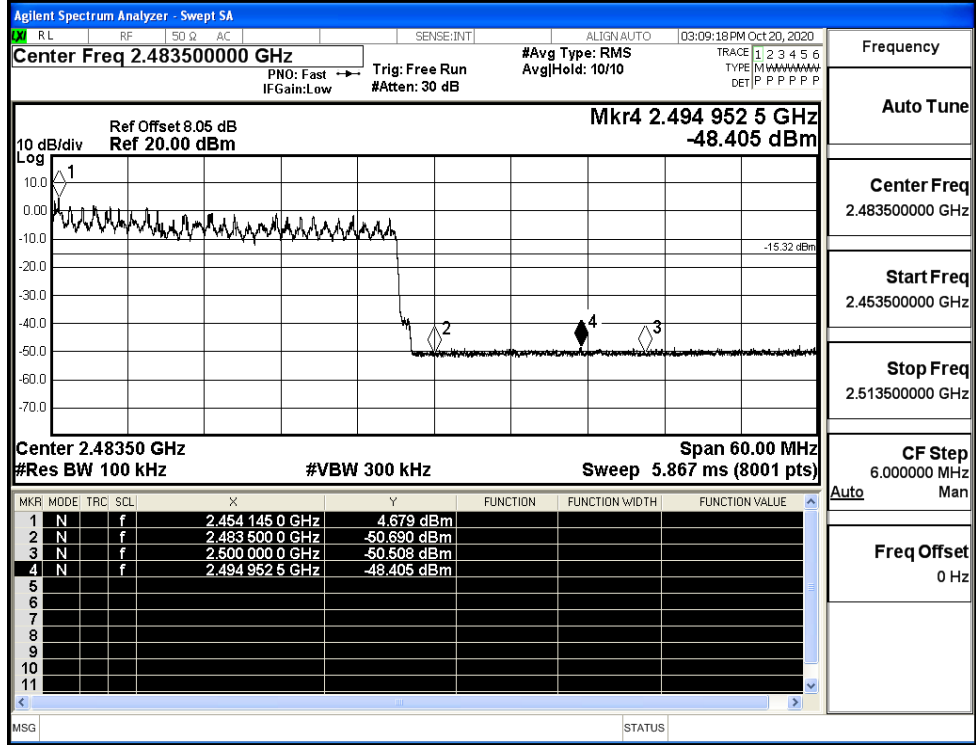 Agilent Spectrum Analyzer - Swept SA
LXI RL RF 50 Ω AC SENSE:INT ALIGN AUTO 03:09:18 PM Oct 20, 2020
Center Freq 2.483500000 GHz
PNO: Fast
IFGain:Low
Trig: Free Run
#Atten: 30 dB
#Avg Type: RMS
Avg|Hold: 10/10
TRACE 1 2 3 4 5 6
TYPE M WWWWW
DET P P P P P P
Mkr4 2.494 952 5 GHz
-48.405 dBm
Ref Offset 8.05 dB
10 dB/div Ref 20.00 dBm
Log
10.0
0.00
-10.0
-20.0
-30.0
-40.0
-50.0
-60.0
-70.0
1
2
4
3
-15.32 dBm
Center 2.48350 GHz Span 60.00 MHz
#Res BW 100 kHz #VBW 300 kHz Sweep 5.867 ms (8001 pts)
MKR MODE TRC SCL X Y FUNCTION FUNCTION WIDTH FUNCTION VALUE
1 N f 2.454 145 0 GHz 4.679 dBm
2 N f 2.483 500 0 GHz -50.690 dBm
3 N f 2.500 000 0 GHz -50.508 dBm
4 N f 2.494 952 5 GHz -48.405 dBm
5
6
7
8
9
10
11
MSG STATUS
Frequency
Auto Tune
Center Freq
2.483500000 GHz
Start Freq
2.453500000 GHz
Stop Freq
2.513500000 GHz
CF Step
6.000000 MHz
Auto Man
Freq Offset
0 Hz